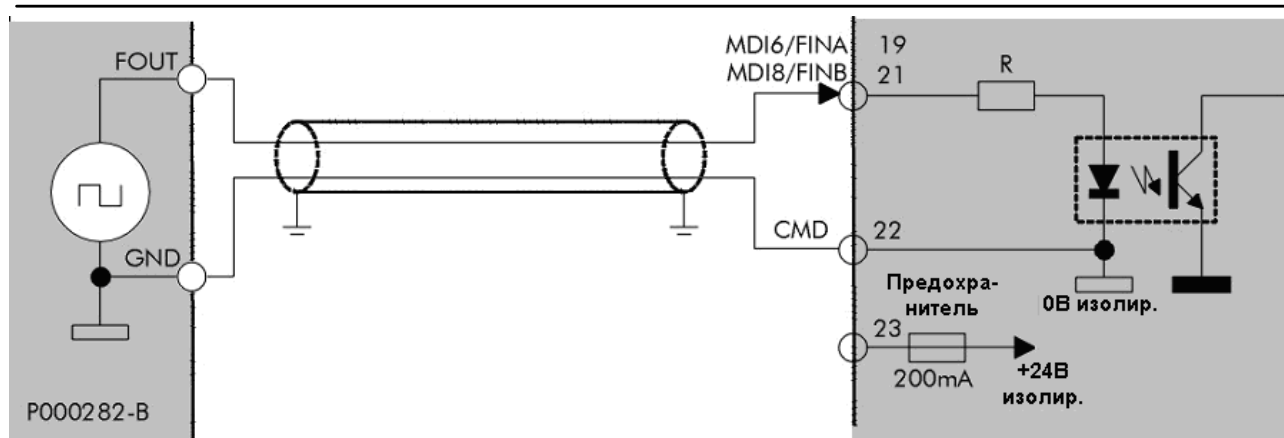 FOUT
GND
P000282-B
MDI6/FINA 19
MDI8/FINB 21
R
CMD 22
Предохра-
нитель
23
200mA
0В изолир.
+24В
изолир.